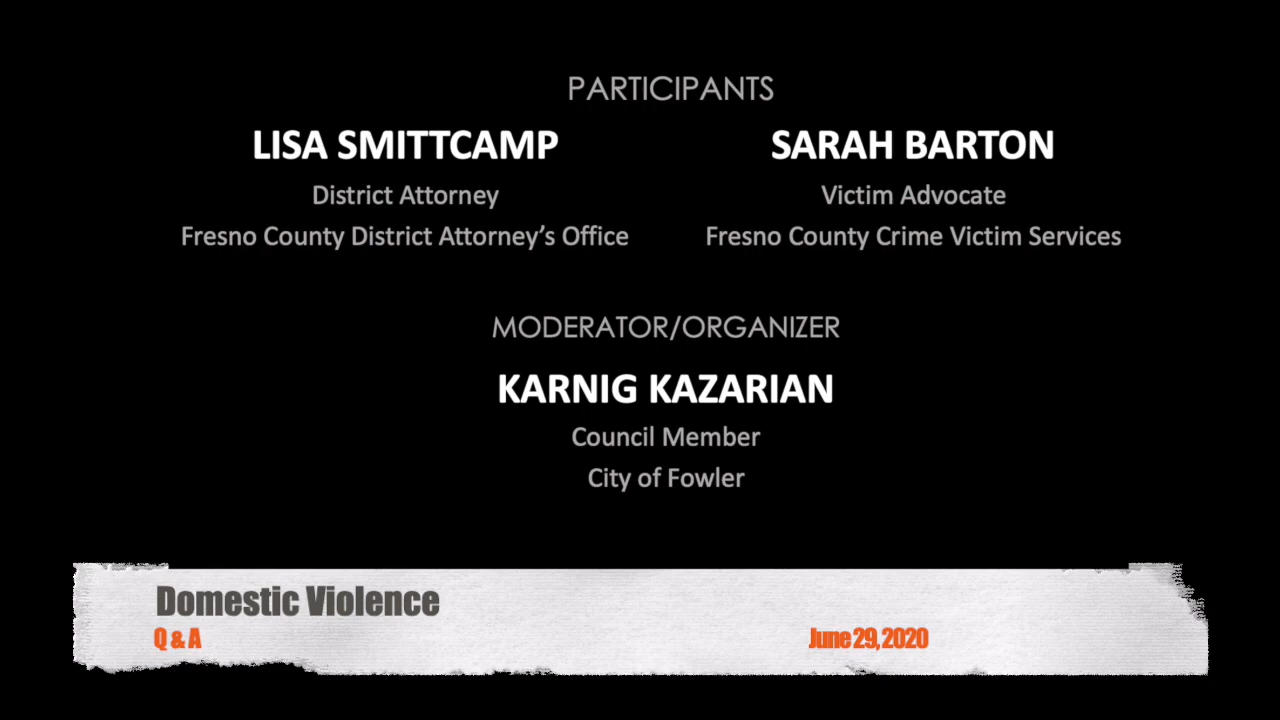 PARTICIPANTS
LISA SMITTCAMP
District Attorney
Fresno County District Attorney’s Office
SARAH BARTON
Victim Advocate
Fresno County Crime Victim Services
MODERATOR/ORGANIZER
KARNIG KAZARIAN
Council Member
City of Fowler
Domestic Violence
Q & A
June 29, 2020